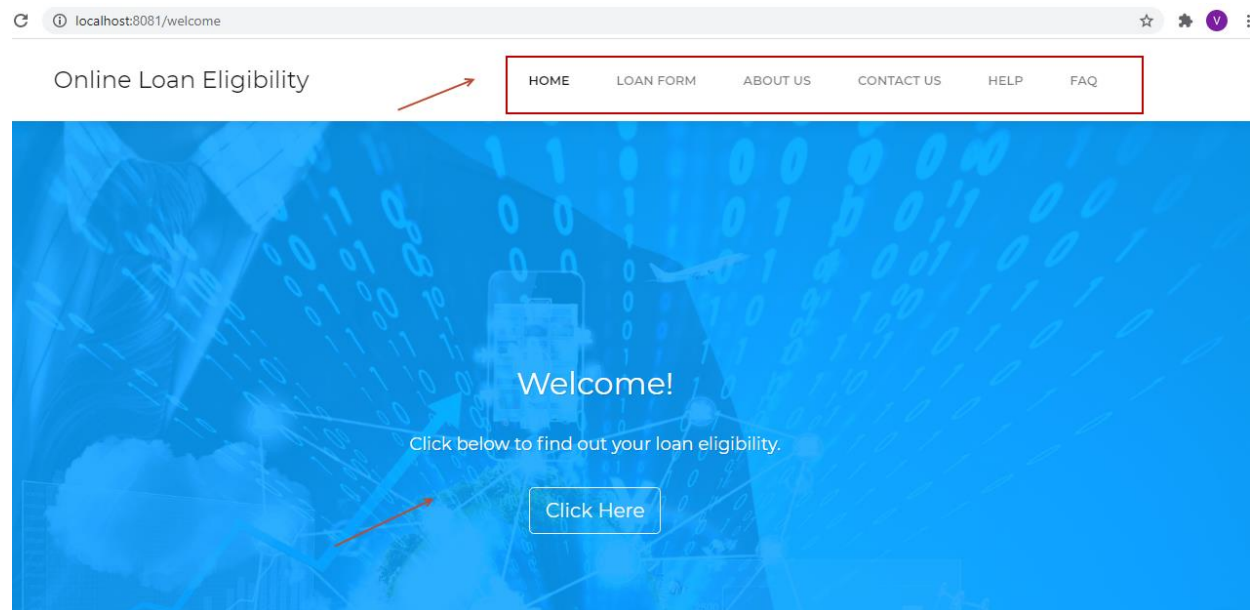 localhost:8081/welcome
V
Online Loan Eligibility
HOME LOAN FORM ABOUT US CONTACT US HELP FAQ
Welcome!
Click below to find out your loan eligibility.
Click Here